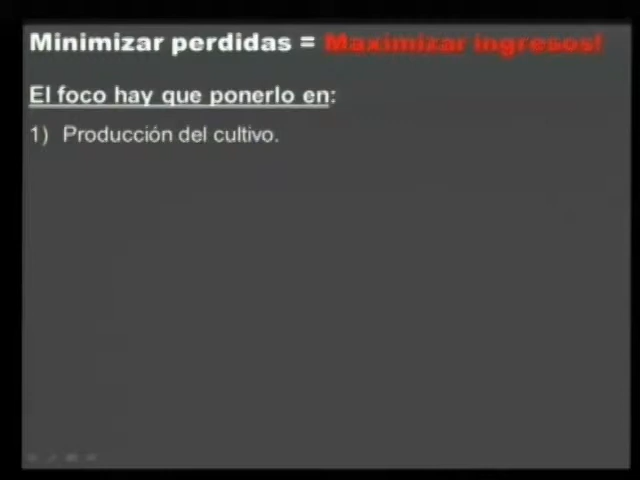 Minimizar perdidas = Maximizar ingresos!
El foco hay que ponerlo en:
1) Producción del cultivo.